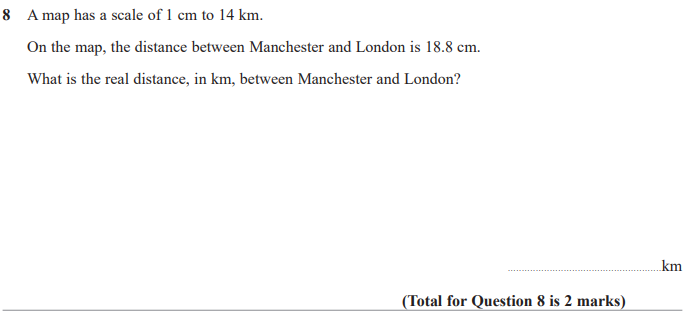 8 A map has a scale of 1 cm to 14 km.
On the map, the distance between Manchester and London is 18.8 cm.
What is the real distance, in km, between Manchester and London?
........................................................km
(Total for Question 8 is 2 marks)